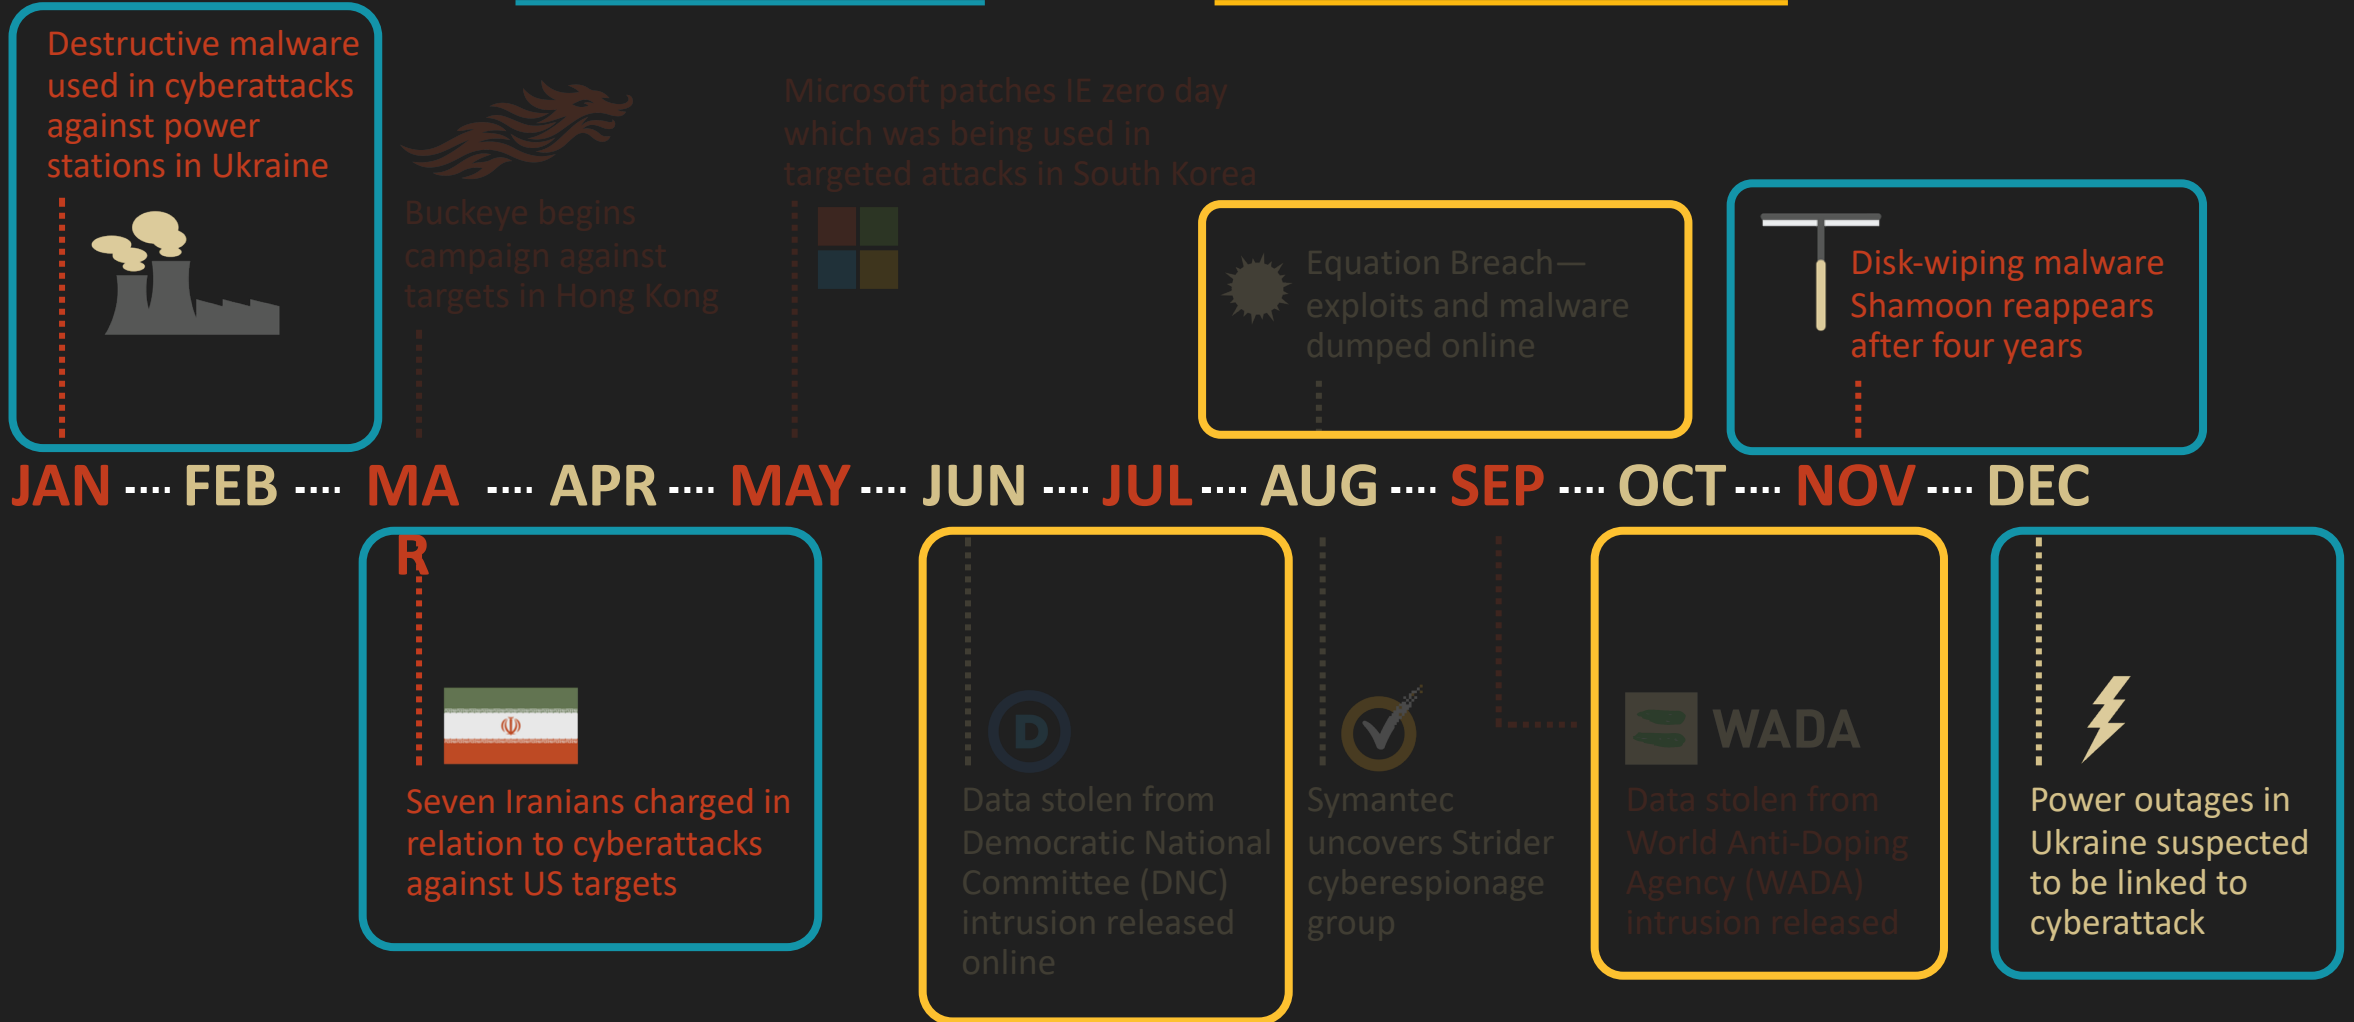 Destructive malware
used in cyberattacks
against power
stations in Ukraine
Buckeye begins
campaign against
targets in Hong Kong
Microsoft patches IE zero day
which was being used in
targeted attacks in South Korea
Equation Breach—
exploits and malware
dumped online
Disk-wiping malware
Shamoon reappears
after four years
JAN FEB MA APR MAY JUN JUL AUG SEP OCT NOV DEC
R
Seven Iranians charged in
relation to cyberattacks
against US targets
D
Data stolen from
Democratic National
Committee (DNC)
intrusion released
online
Symantec
uncovers Strider
cyberespionage
group
WADA
Data stolen from
World Anti-Doping
Agency (WADA)
intrusion released
Power outages in
Ukraine suspected
to be linked to
cyberattack